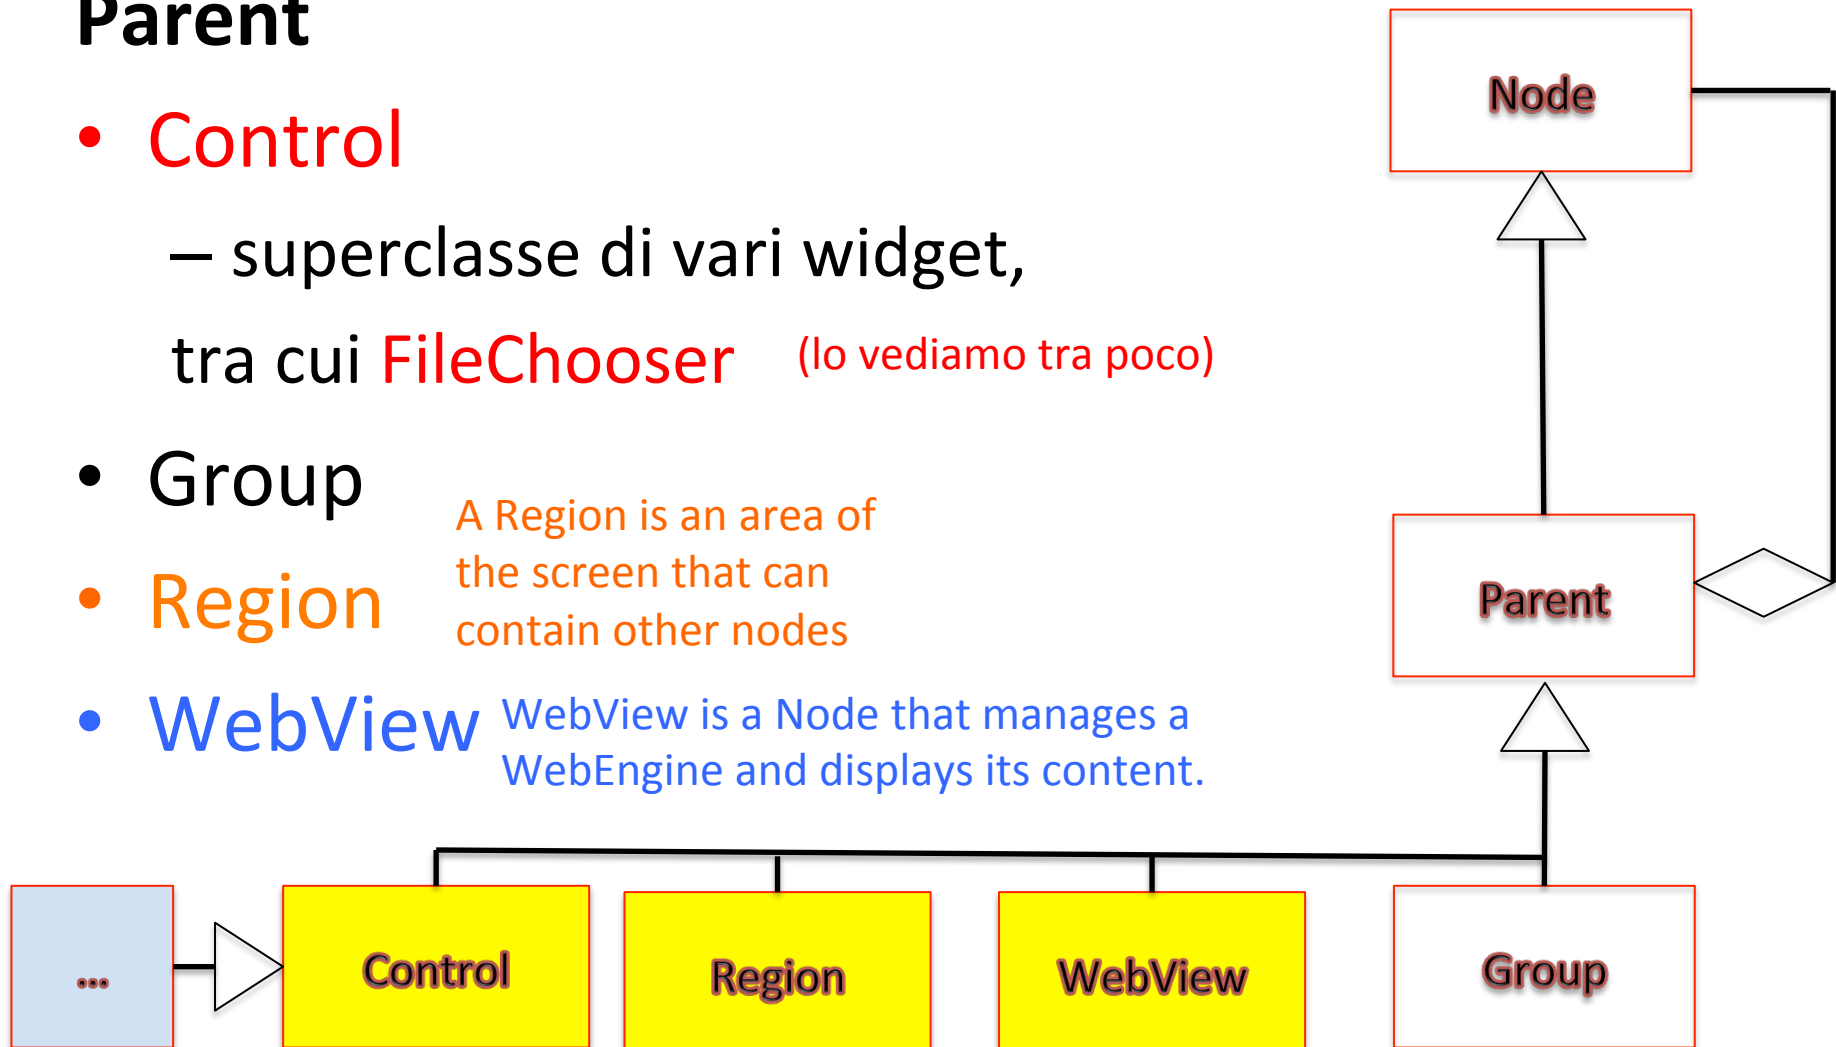 Parent
• Control
– superclasse di vari widget,
tra cui FileChooser (lo vediamo tra poco)
• Group
• Region
A Region is an area of
the screen that can
contain other nodes
• WebView
WebView is a Node that manages a
WebEngine and displays its content.
Node
Parent
...
Control
Region
WebView
Group